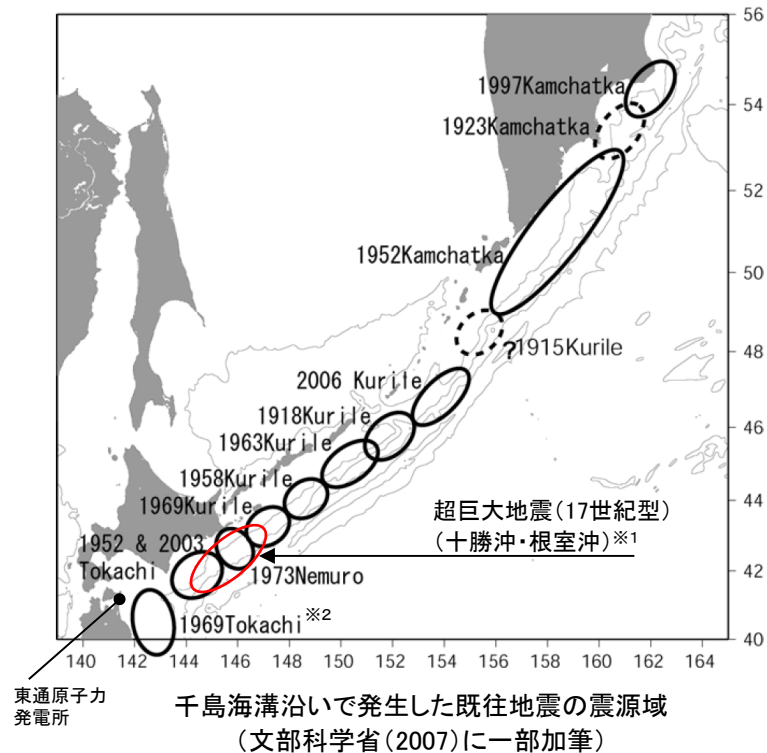 56
54
52
50
48
46
44
42
40
1997Kamchatka
1923Kamchatka
1952Kamchatka
?1915Kurile
2006 Kurile
1918Kurile
1963Kurile
1958Kurile
1969Kurile
超巨大地震(17世紀型)
(十勝沖・根室沖)※1
1952 & 2003
Tokachi
1973Nemuro
1969Tokachi※2
140 142 144 146 148 150 152 154 156 158 160 162 164
東通原子力
発電所
千島海溝沿いで発生した既往地震の震源域
(文部科学省(2007)に一部加筆)